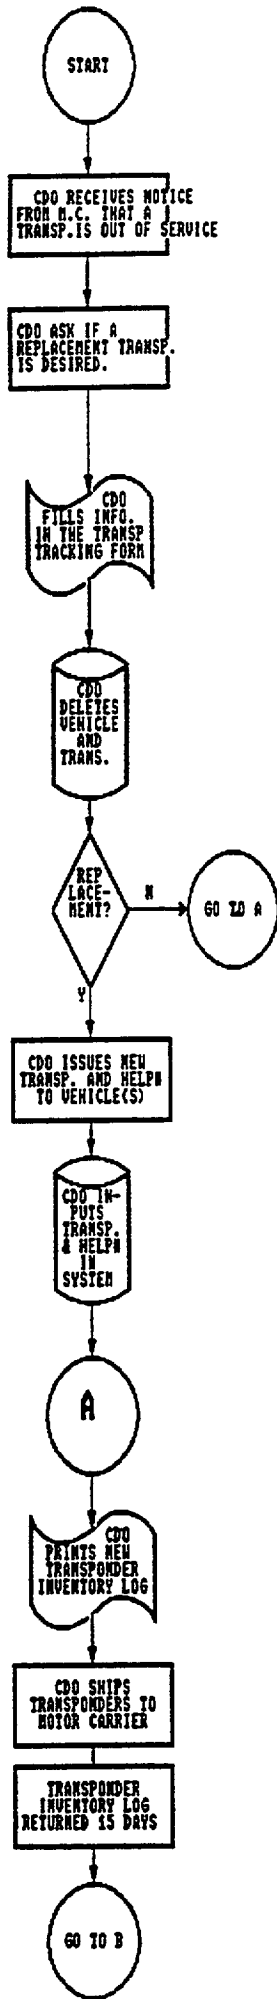 START
CDO RECEIVES NOTICE
FROM M.C. THAT A
TRANSP.IS OUT OF SERVICE
CDO ASK IF A
REPLACEMENT TRANSP.
IS DESIRED.
CDO
FILLS INFO.
IN THE TRANSP
TRACKING FORM
CDO
DELETES
VEHICLE
AND
TRANS.
REP
LACE-
MENT?
N
GO TO A
Y
CDO ISSUES NEW
TRANSP. AND HELP#
TO VEHICLE(S)
CDO IN-
PUTS
TRANSP.
& HELP#
IN
SYSTEM
A
CDO
PRINTS NEW
TRANSPONDER
INVENTORY LOG
CDO SHIPS
TRANSPONDERS TO
MOTOR CARRIER
TRANSPONDER
INVENTORY LOG
RETURNED 15 DAYS
GO TO B